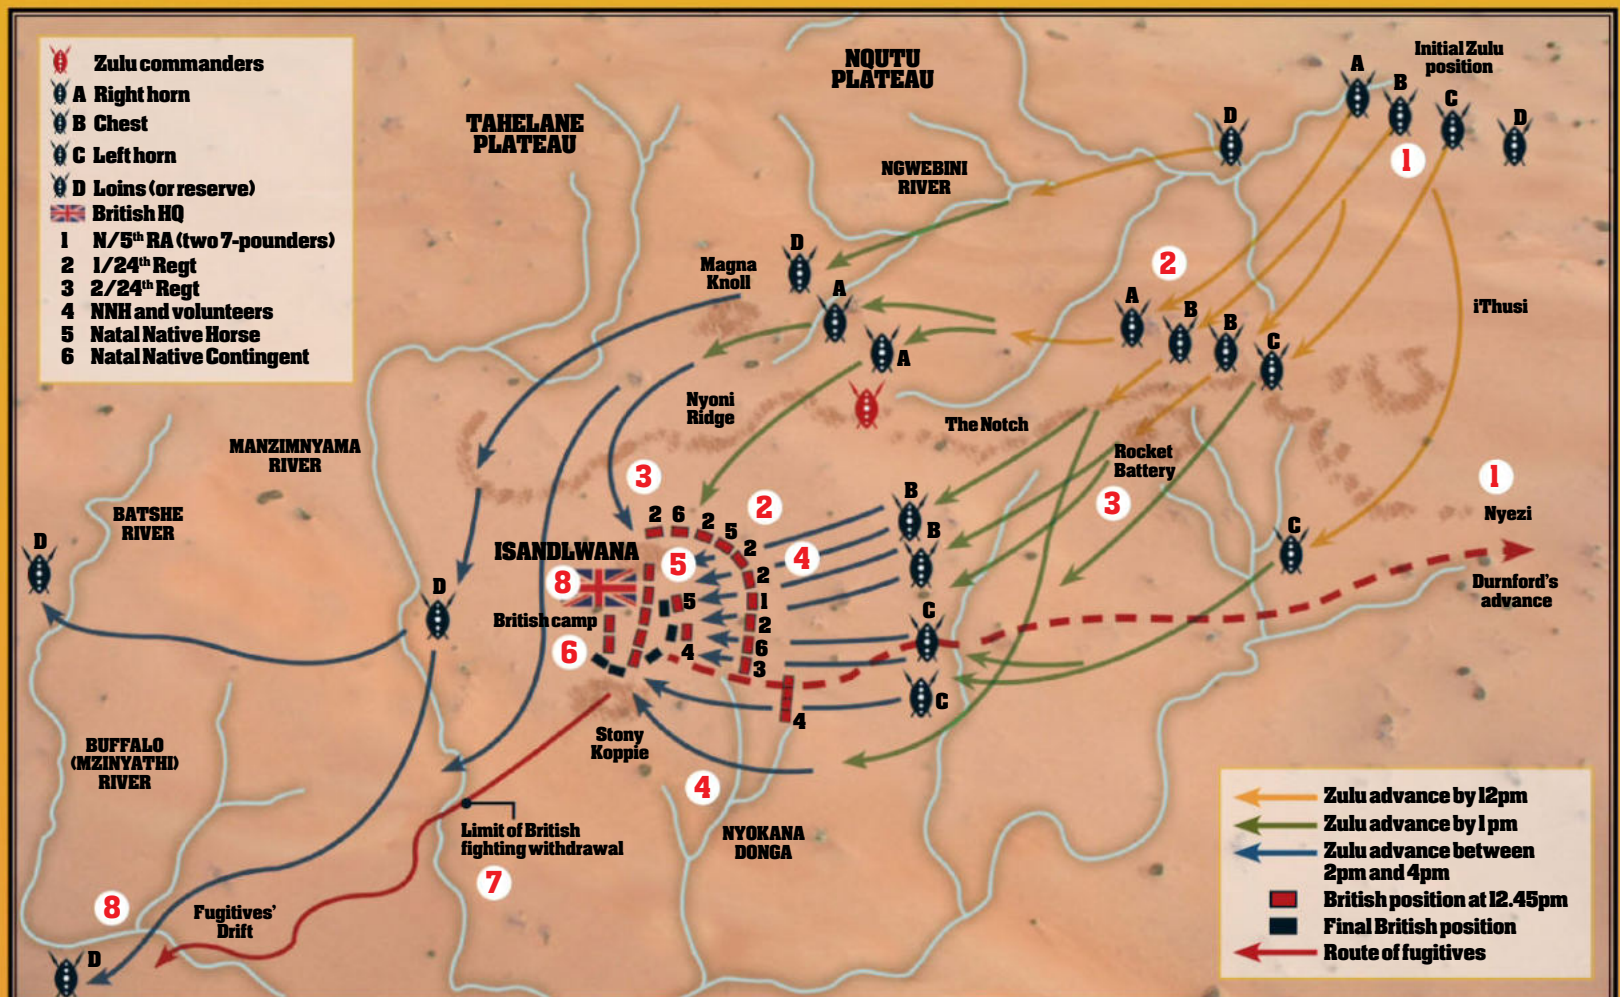 Zulu commanders
A Right horn
B Chest
C Left horn
D Loins (or reserve)
British HQ
1 N/5th RA (two 7-pounders)
2 1/24th Regt
3 2/24th Regt
4 NNH and volunteers
5 Natal Native Horse
6 Natal Native Contingent
NQUTU
PLATEAU
TAHELANE
PLATEAU
NGWEBINI
RIVER
Initial Zulu
position
A
B
C
D
1
D
2
A
B
B
C
iThusi
D
Magna
Knoll
A
A
Nyoni
Ridge
The Notch
Rocket
Battery
3
1
Nyezi
C
Durnford's
advance
MANZIMNYAMA
RIVER
BATSHE
RIVER
D
D
3
2
2 6 2 5 2
ISANDLWANA
5
4
8
2
1
5
2
British camp
6
4
6
3
B
B
C
C
4
Stony
Koppie
4
BUFFALO
(MZINYATHI)
RIVER
Limit of British
fighting withdrawal
7
NYOKANA
DONGA
8
Fugitives'
Drift
D
Zulu advance by 12pm
Zulu advance by 1pm
Zulu advance between
2pm and 4pm
British position at 12.45pm
Final British position
Route of fugitives